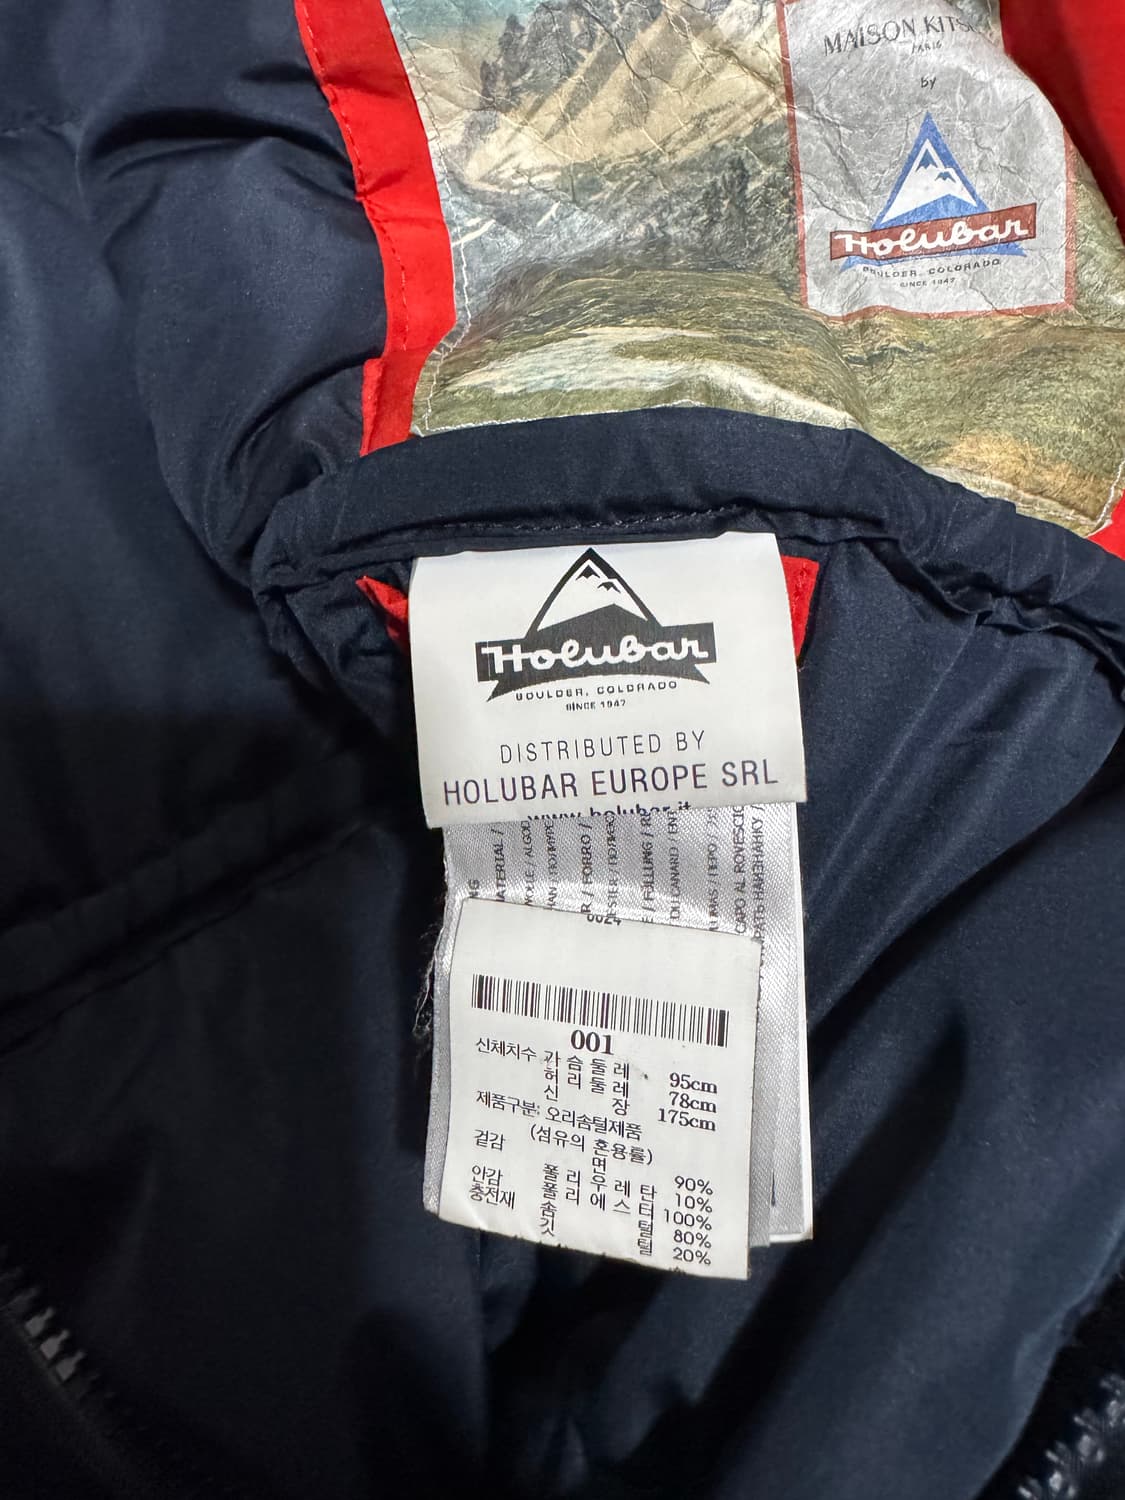 MAISON
PARIS
by
Holubar
BOULDER, COLORADO
SINCE 1947
Holubar
BOULDER, COLORADO
SINCE 1947
DISTRIBUTED BY
HOLUBAR EUROPE SRL
www.holubar.it
001
신체치수 가 슴 둘 레 95cm
허 리 둘 레 78cm
신 장 175cm
제품구분: 오리솜털제품
(섬유의 혼용률)
겉감 면 90%
폴 리 우 레 탄 10%
안감 폴 리 에 스 터 100%
충전재 솜 털 80%
깃 털 20%